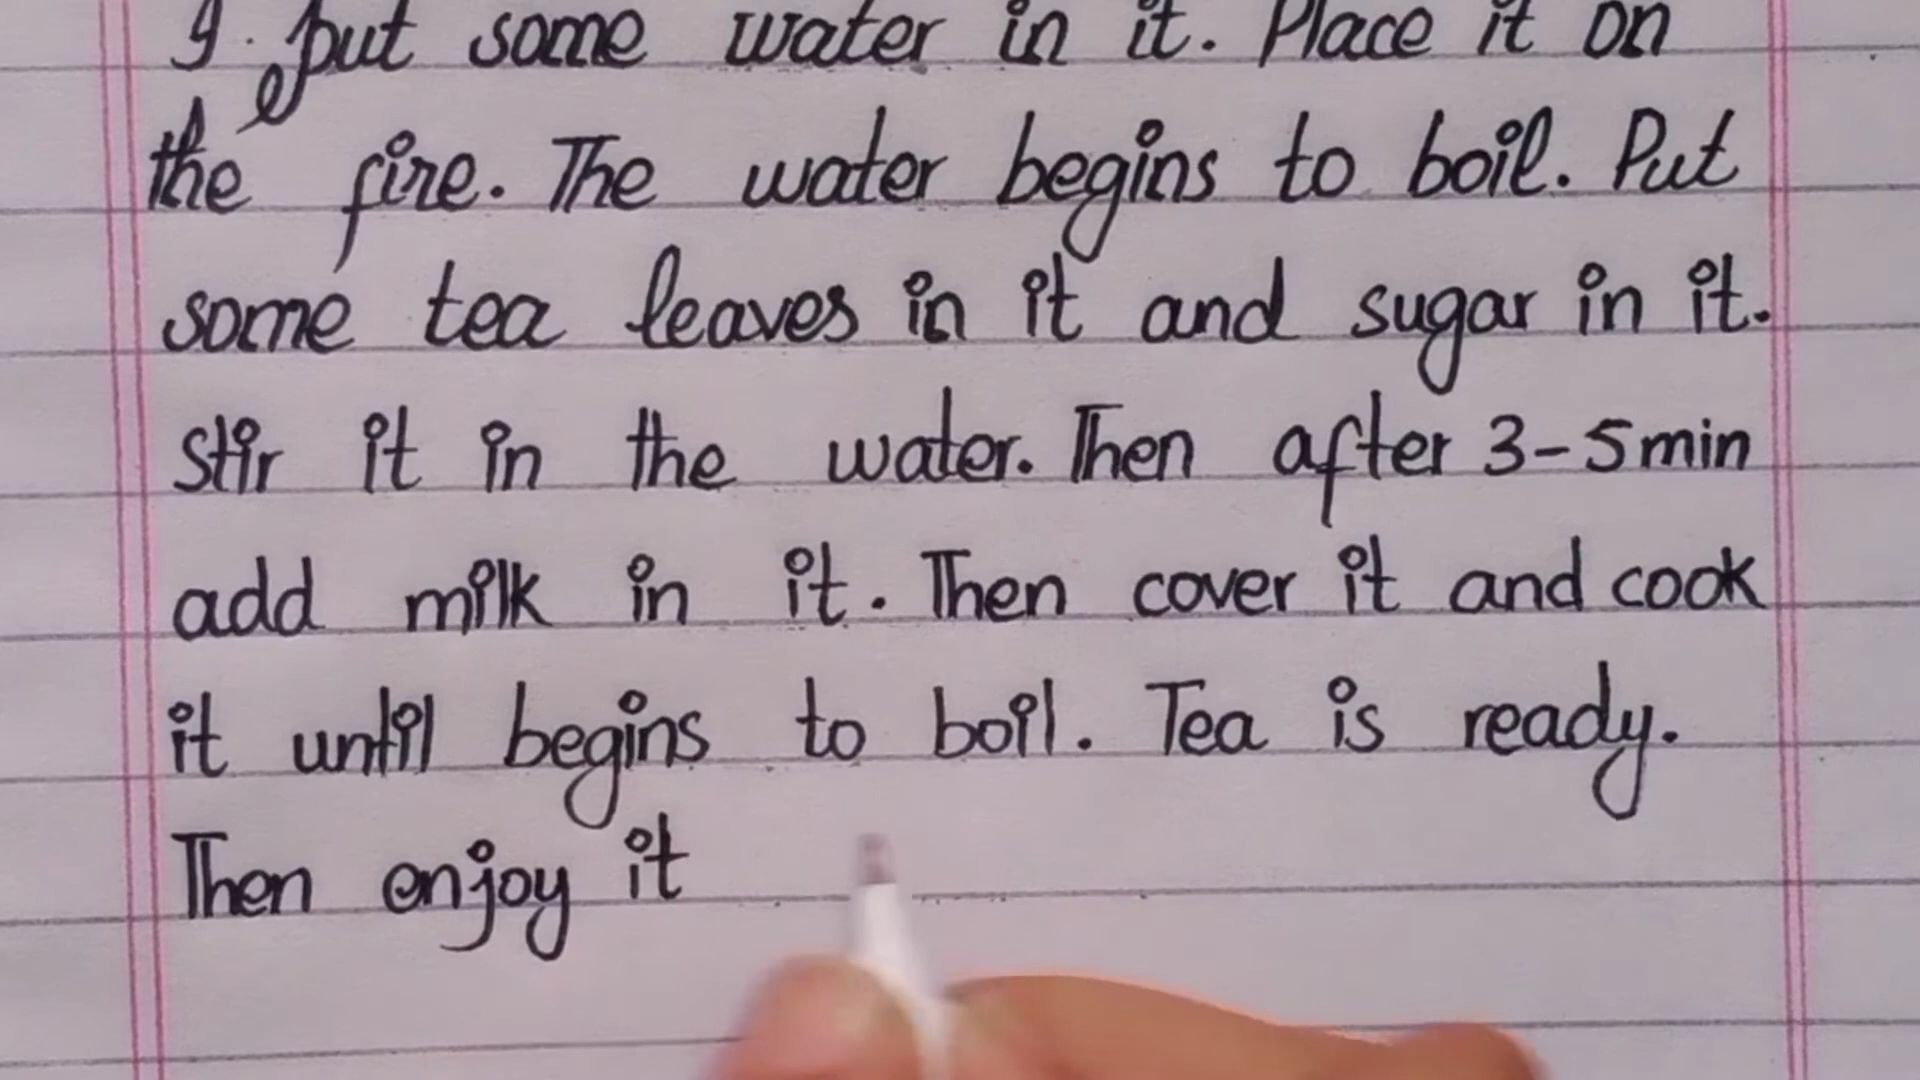 I put some water in it. Place it on
the fire. The water begins to boil. Put
some tea leaves in it and sugar in it.
Stir it in the water. Then after 3-5 min
add milk in it. Then cover it and cook
it until begins to boil. Tea is ready.
Then enjoy it